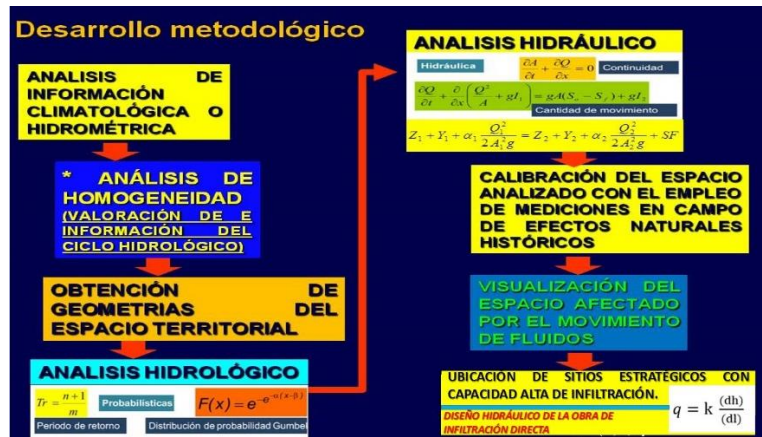 Desarrollo metodológico
ANALISIS DE
INFORMACIÓN
CLIMATOLÓGICA O
HIDROMÉTRICA
* ANÁLISIS DE
HOMOGENEIDAD
(VALORACIÓN DE E
INFORMACIÓN DEL
CICLO HIDROLÓGICO)
OBTENCIÓN DE
GEOMETRIAS DEL
ESPACIO TERRITORIAL
ANALISIS HIDROLÓGICO
Tr = (n+1)/m
Probabilísticas
F(x) = e^{-e^{-α(x-β)}}
Periodo de retorno
Distribución de probabilidad Gumbel
ANALISIS HIDRÁULICO
Hidráulica
∂A/∂t + ∂Q/∂x = 0
Continuidad
∂Q/∂t + ∂/∂x (Q²/A + gI₁) = gA(S₀ − S_f) + gI₂
Cantidad de movimiento
Z₁ + Y₁ + α₁ Q₁²/2A₁²g = Z₂ + Y₂ + α₂ Q₂²/2A₂²g + SF
CALIBRACIÓN DEL ESPACIO
ANALIZADO CON EL EMPLEO
DE MEDICIONES EN CAMPO
DE EFECTOS NATURALES
HISTÓRICOS
VISUALIZACIÓN DEL
ESPACIO AFECTADO
POR EL MOVIMIENTO
DE FLUIDOS
UBICACIÓN DE SITIOS ESTRATÉGICOS CON
CAPACIDAD ALTA DE INFILTRACIÓN.
DISEÑO HIDRÁULICO DE LA OBRA DE
INFILTRACIÓN DIRECTA
q = k (dh)/(dl)